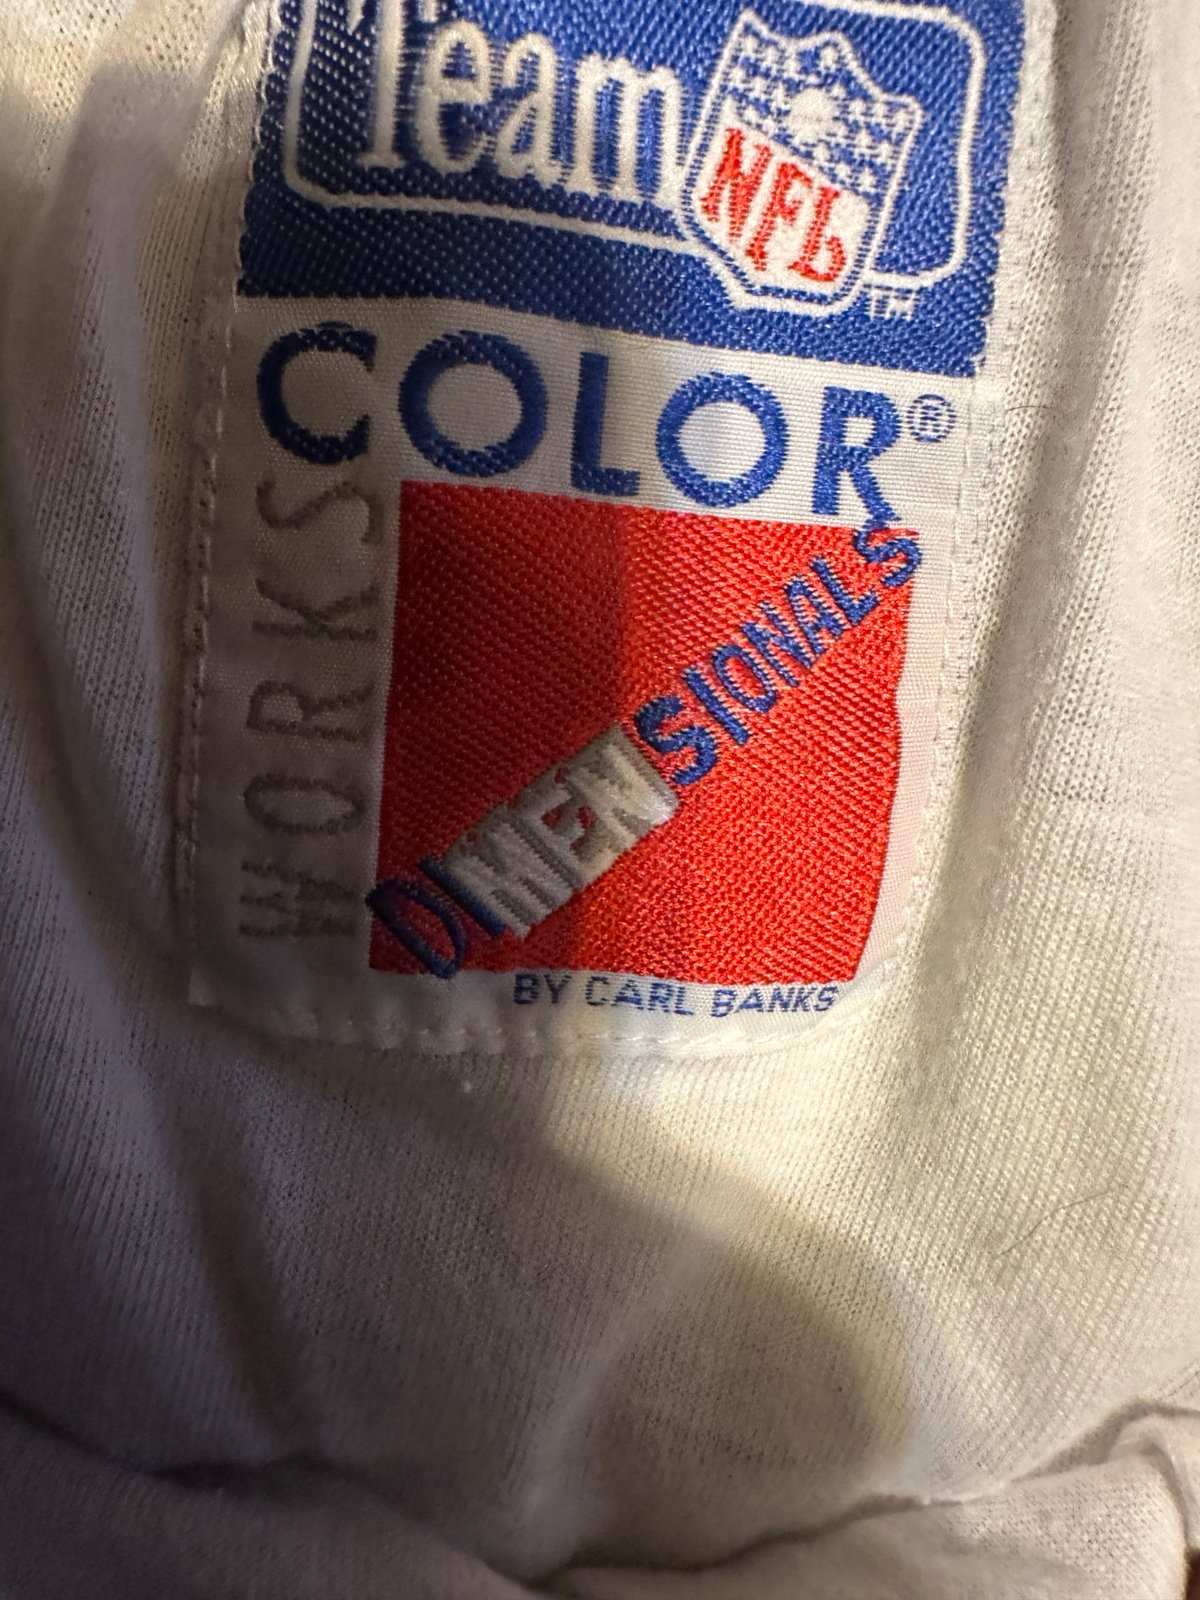 Team NFL TM
COLOR®
WORKS
DIMENSIONALS
BY CARL BANKS